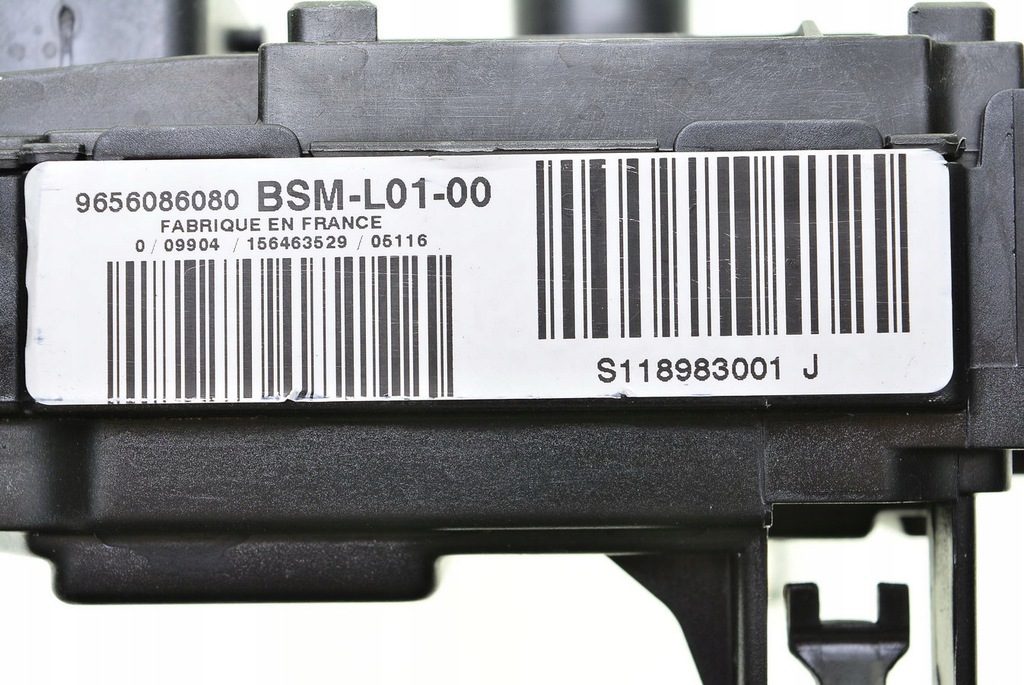 9656086080 BSM-L01-00
FABRIQUE EN FRANCE
0 / 09904 / 156463529 / 05116
S118983001 J